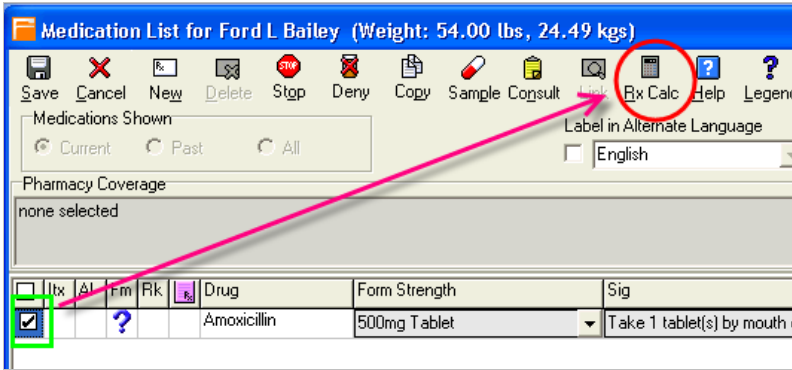 Medication List for Ford L Bailey (Weight: 54.00 lbs, 24.49 kgs)
Save Cancel New Delete Stop Deny Copy Sample Consult Link Rx Calc Help Legend
Medications Shown
Label in Alternate Language
Current Past All
English
Pharmacy Coverage
none selected
Itx Al Fm Rk Drug Form Strength Sig
? Amoxicillin 500mg Tablet Take 1 tablet(s) by mouth